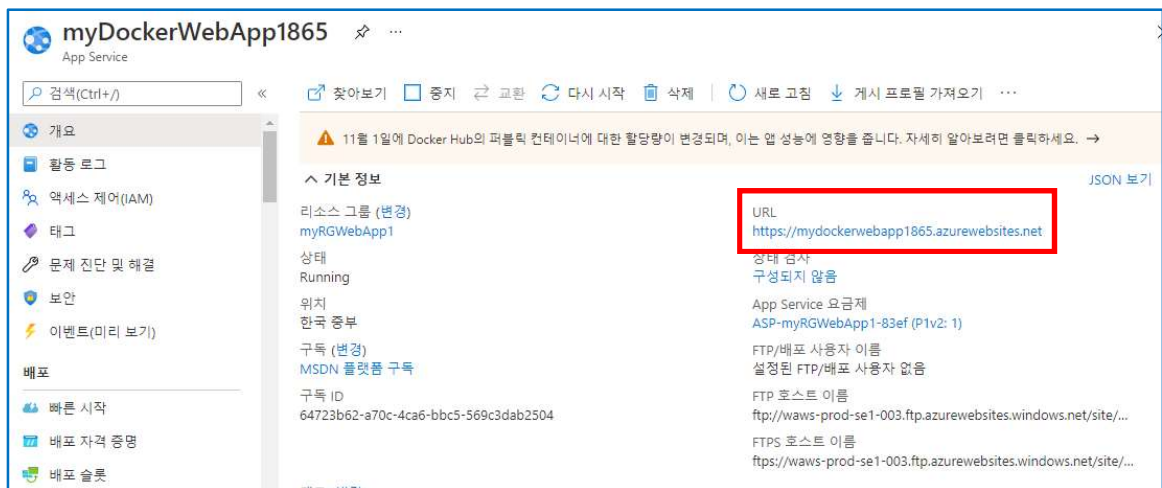 myDockerWebApp1865 ···
App Service
검색(Ctrl+/) «
개요
활동 로그
액세스 제어(IAM)
태그
문제 진단 및 해결
보안
이벤트(미리 보기)
배포
빠른 시작
배포 자격 증명
배포 슬롯
찾아보기 중지 교환 다시 시작 삭제 새로 고침 게시 프로필 가져오기 ···
11월 1일에 Docker Hub의 퍼블릭 컨테이너에 대한 할당량이 변경되며, 이는 앱 성능에 영향을 줍니다. 자세히 알아보려면 클릭하세요. →
기본 정보
JSON 보기
리소스 그룹 (변경)
myRGWebApp1
상태
Running
위치
한국 중부
구독 (변경)
MSDN 플랫폼 구독
구독 ID
64723b62-a70c-4ca6-bbc5-569c3dab2504
URL
https://mydockerwebapp1865.azurewebsites.net
상태 검사
구성되지 않음
App Service 요금제
ASP-myRGWebApp1-83ef (P1v2: 1)
FTP/배포 사용자 이름
설정된 FTP/배포 사용자 없음
FTP 호스트 이름
ftp://waws-prod-se1-003.ftp.azurewebsites.windows.net/site/...
FTPS 호스트 이름
ftps://waws-prod-se1-003.ftp.azurewebsites.windows.net/site/...